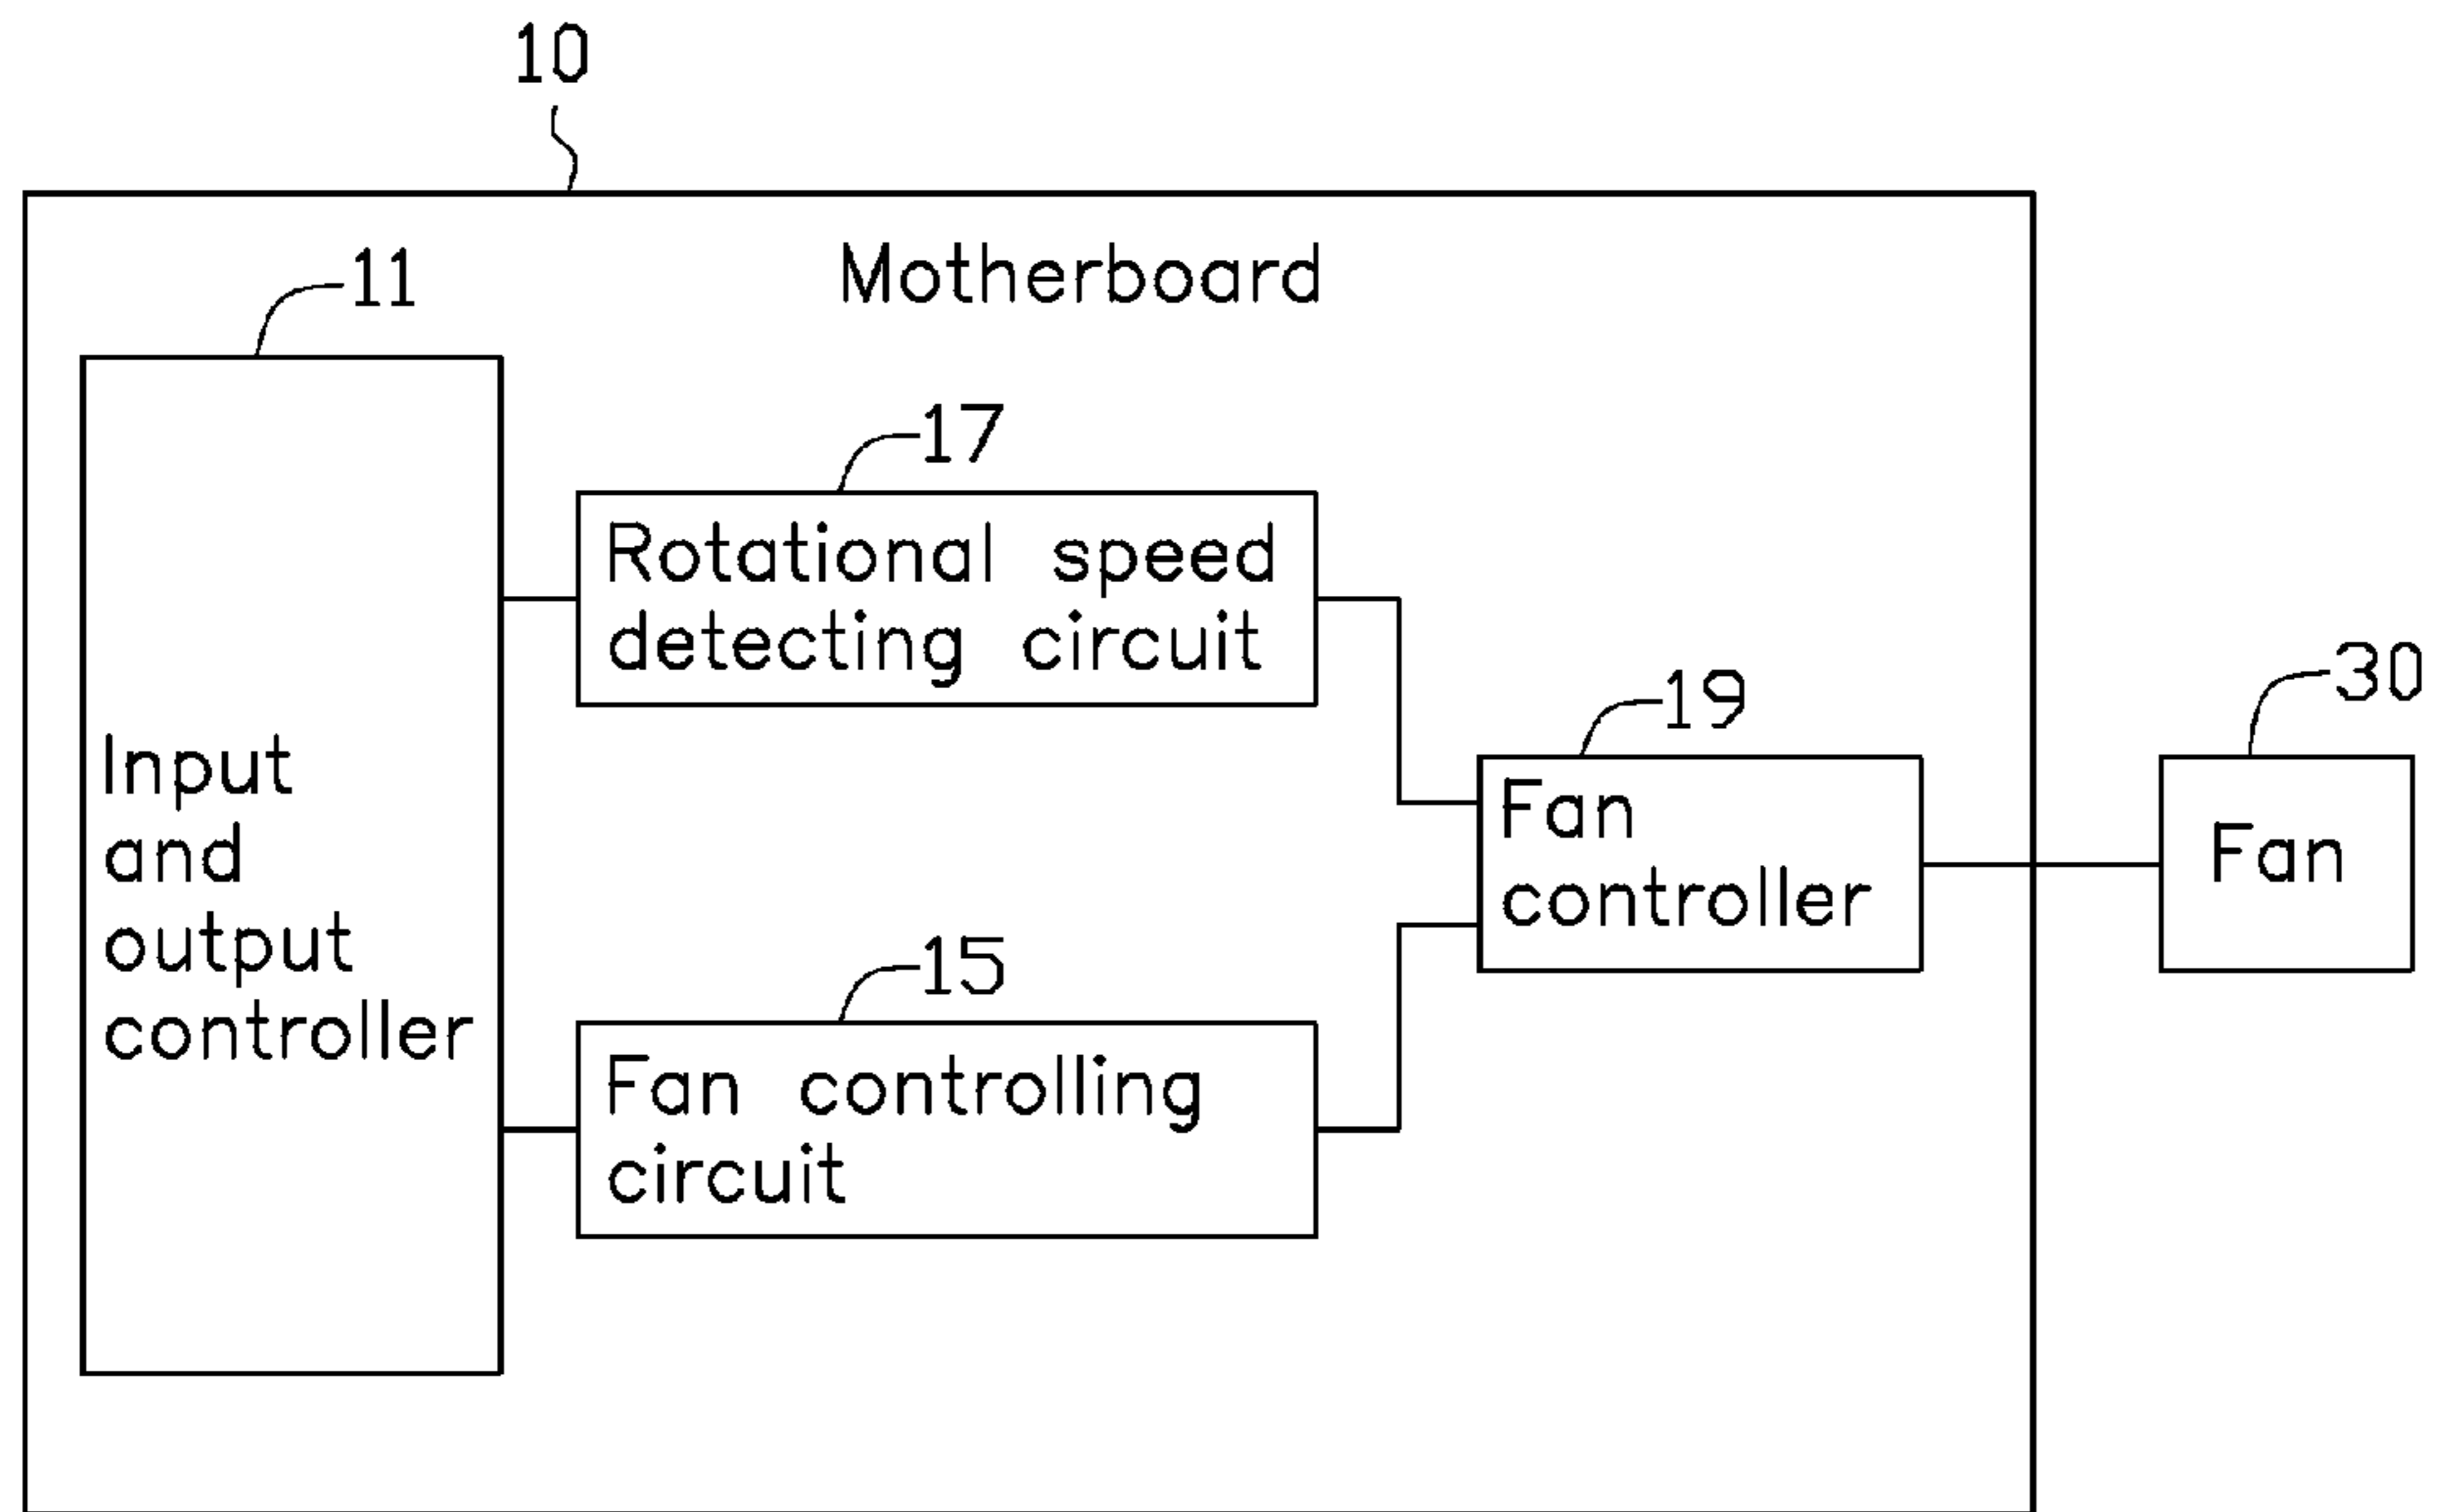 10
Motherboard
11
Input
and
output
controller
17
Rotational speed
detecting circuit
15
Fan controlling
circuit
19
Fan
controller
30
Fan